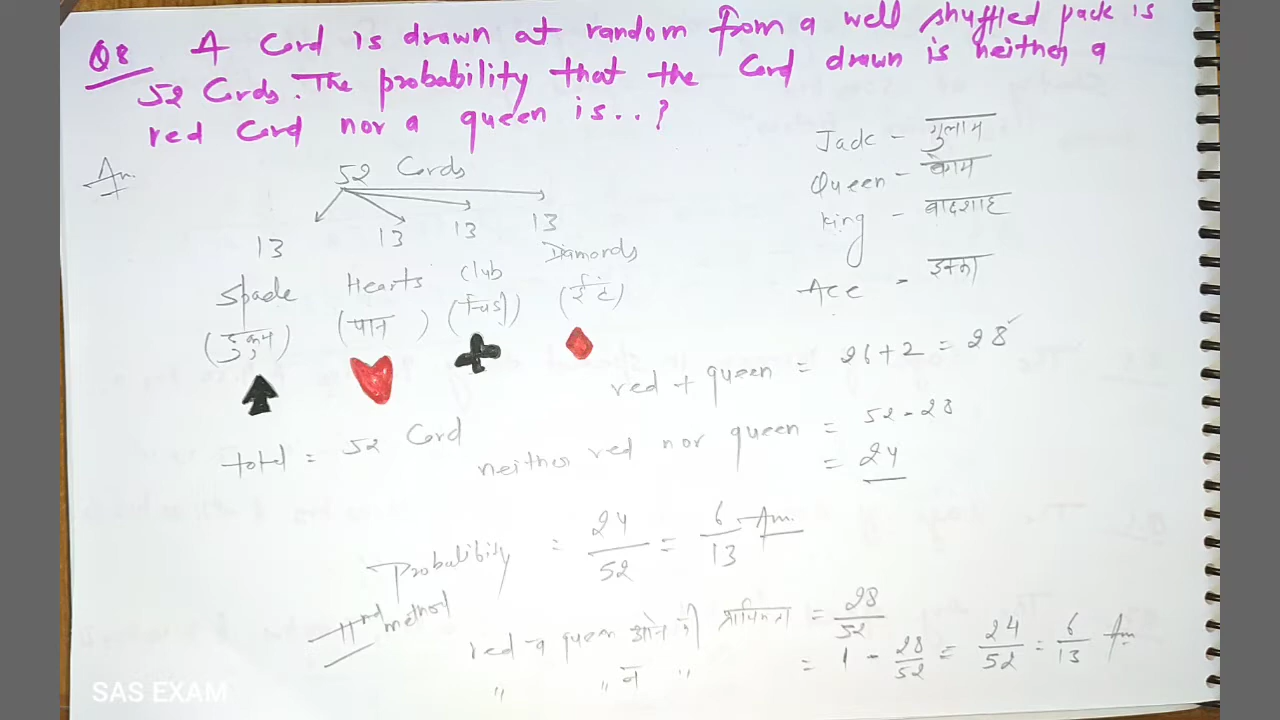 Q8 A Card is drawn at random from a well shuffled pack is
52 Cards. The probability that the Card drawn is neither a
red Card nor a queen is..?
An.
52 Cards
13 13 13 13
Spade Hearts Club Diamonds
(हुकुम) (पान) (चिड़ी) (ईंट)
Jack - गुलाम
Queen - बेगम
King - बादशाह
Ace - इक्का
red + queen = 26+2 = 28
total = 52 Card
neither red nor queen = 52-28
= 24
Probability = 24/52 = 6/13 An.
IInd method
red व queen आने की प्रायिकता = 28/52
" " न " = 1 - 28/52 = 24/52 = 6/13 An
SAS EXAM